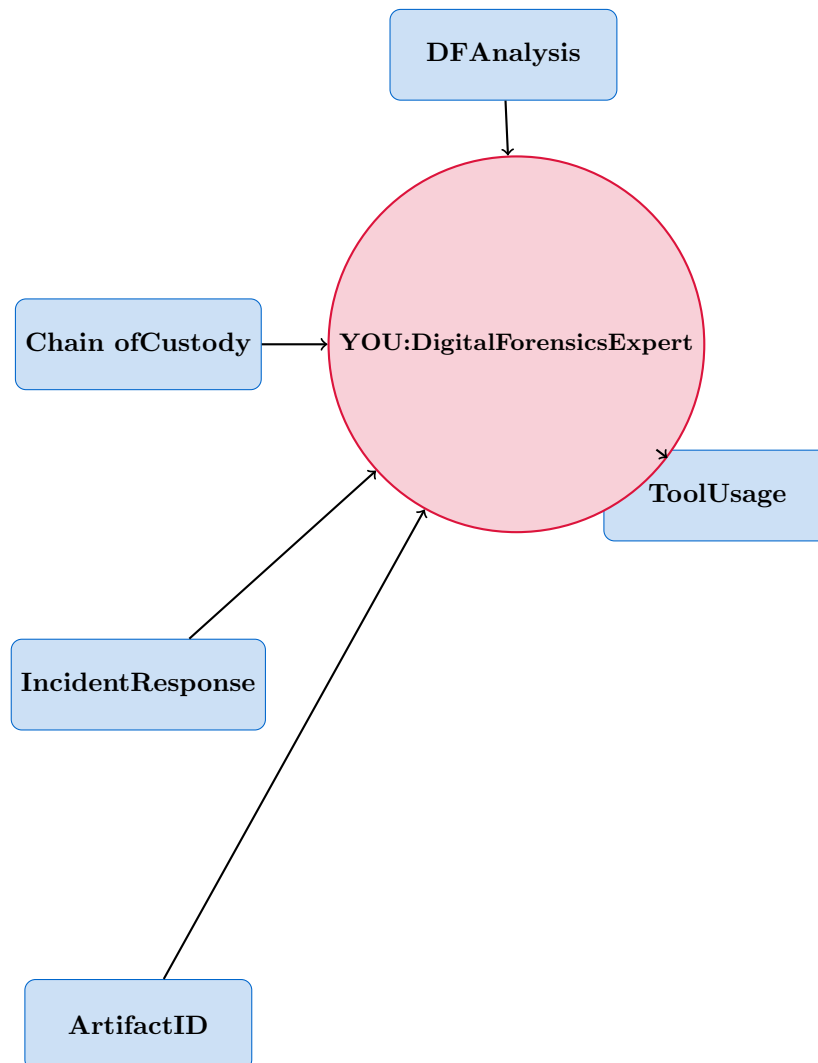 DFAnalysis
Chain ofCustody
YOU:DigitalForensicsExpert
ToolUsage
IncidentResponse
ArtifactID